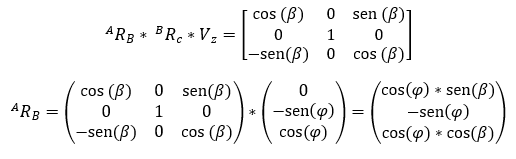 ᴬR_B * ᴮR_c * V_z = [cos (β) 0 sen (β)
0 1 0
−sen(β) 0 cos (β)]
ᴬR_B = (cos (β) 0 sen(β)
0 1 0
−sen(β) 0 cos (β)) * (0
−sen(φ)
cos(φ)) = (cos(φ) * sen(β)
−sen(φ)
cos(φ) * cos(β))